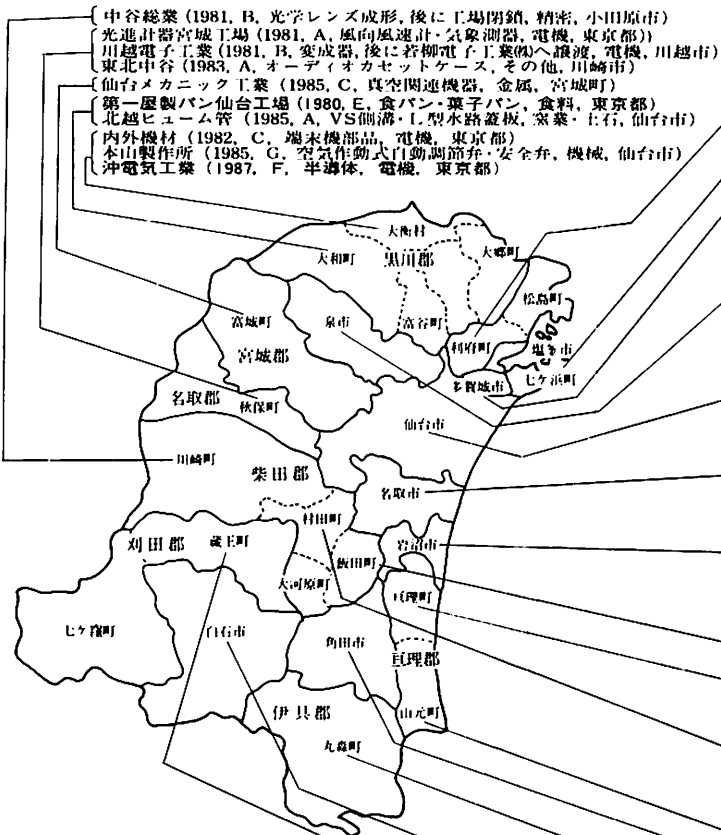 中谷総業 (1981, B, 光学レンズ成形, 後に工場閉鎖, 精密, 小田原市)
光進計器宮城工場 (1981, A, 風向風速計・気象測器, 電機, 東京都))
川越電子工業 (1981, B, 変成器, 後に若柳電子工業㈱へ譲渡, 電機, 川越市)
東北中谷 (1983, A, オーディオカセットケース, その他, 川崎市)
仙台メカニック工業 (1985, C, 真空関連機器, 金属, 宮城町)
第一屋製パン仙台工場 (1980, E, 食パン・菓子パン, 食料, 東京都)
北越ヒューム管 (1985, A, VS側溝・L型水路蓋板, 窯業・土石, 仙台市)
内外機材 (1982, C, 端末機部品, 電機, 東京都)
本山製作所 (1985, G, 空気作動式自動調節弁・安全弁, 機械, 仙台市)
沖電気工業 (1987, F, 半導体, 電機, 東京都)
大衡村
大和町
黒川郡
大郷町
松島町
富城町
泉市
富谷町
利府町
塩多市
宮城郡
多賀城市
七ケ浜町
名取郡
秋保町
仙台市
川崎町
柴田郡
名取市
村田町
岩沼市
刈田郡
蔵王町
飯田町
大河原町
亘理町
七ケ窪町
白石市
角田市
亘理郡
伊具郡
山元町
丸森町